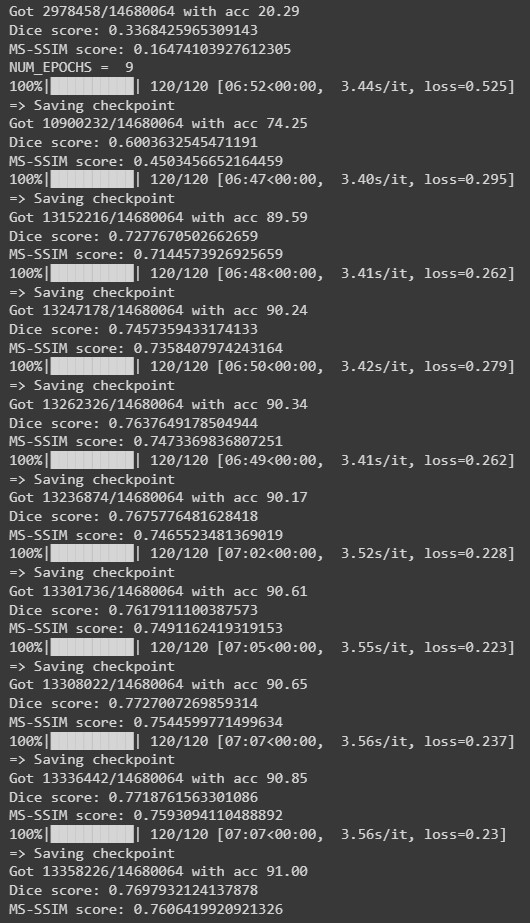 Got 2978458/14680064 with acc 20.29
Dice score: 0.3368425965309143
MS-SSIM score: 0.16474103927612305
NUM_EPOCHS =  9
100%|██████████| 120/120 [06:52<00:00,  3.44s/it, loss=0.525]
=> Saving checkpoint
Got 10900232/14680064 with acc 74.25
Dice score: 0.6003632545471191
MS-SSIM score: 0.4503456652164459
100%|██████████| 120/120 [06:47<00:00,  3.40s/it, loss=0.295]
=> Saving checkpoint
Got 13152216/14680064 with acc 89.59
Dice score: 0.7277670502662659
MS-SSIM score: 0.7144573926925659
100%|██████████| 120/120 [06:48<00:00,  3.41s/it, loss=0.262]
=> Saving checkpoint
Got 13247178/14680064 with acc 90.24
Dice score: 0.7457359433174133
MS-SSIM score: 0.7358407974243164
100%|██████████| 120/120 [06:50<00:00,  3.42s/it, loss=0.279]
=> Saving checkpoint
Got 13262326/14680064 with acc 90.34
Dice score: 0.7637649178504944
MS-SSIM score: 0.7473369836807251
100%|██████████| 120/120 [06:49<00:00,  3.41s/it, loss=0.262]
=> Saving checkpoint
Got 13236874/14680064 with acc 90.17
Dice score: 0.7675776481628418
MS-SSIM score: 0.7465523481369019
100%|██████████| 120/120 [07:02<00:00,  3.52s/it, loss=0.228]
=> Saving checkpoint
Got 13301736/14680064 with acc 90.61
Dice score: 0.7617911100387573
MS-SSIM score: 0.7491162419319153
100%|██████████| 120/120 [07:05<00:00,  3.55s/it, loss=0.223]
=> Saving checkpoint
Got 13308022/14680064 with acc 90.65
Dice score: 0.7727007269859314
MS-SSIM score: 0.7544599771499634
100%|██████████| 120/120 [07:07<00:00,  3.56s/it, loss=0.237]
=> Saving checkpoint
Got 13336442/14680064 with acc 90.85
Dice score: 0.7718761563301086
MS-SSIM score: 0.7593094110488892
100%|██████████| 120/120 [07:07<00:00,  3.56s/it, loss=0.23]
=> Saving checkpoint
Got 13358226/14680064 with acc 91.00
Dice score: 0.7697932124137878
MS-SSIM score: 0.7606419920921326